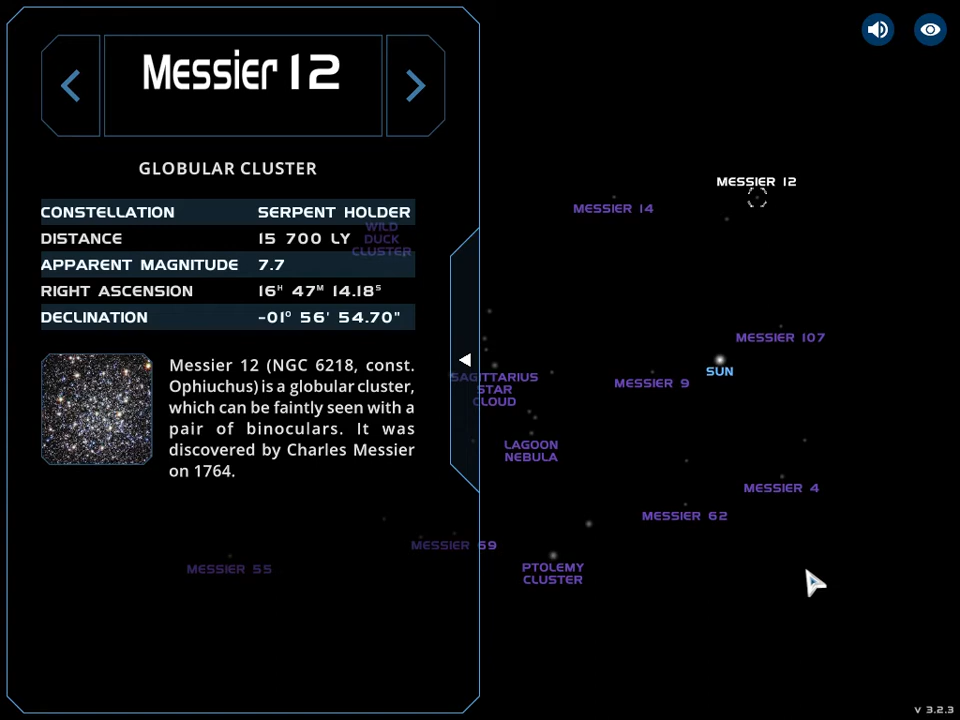 Messier 12
GLOBULAR CLUSTER
CONSTELLATION SERPENT HOLDER
DISTANCE 15 700 LY
APPARENT MAGNITUDE 7.7
RIGHT ASCENSION 16H 47M 14.18S
DECLINATION -01° 56' 54.70"
Messier 12 (NGC 6218, const.
Ophiuchus) is a globular cluster,
which can be faintly seen with a
pair of binoculars. It was
discovered by Charles Messier
on 1764.
WILD
DUCK
CLUSTER
MESSIER 12
MESSIER 14
MESSIER 107
SUN
MESSIER 9
SAGITTARIUS
STAR
CLOUD
LAGOON
NEBULA
MESSIER 4
MESSIER 62
MESSIER 69
MESSIER 55
PTOLEMY
CLUSTER
v 3.2.3